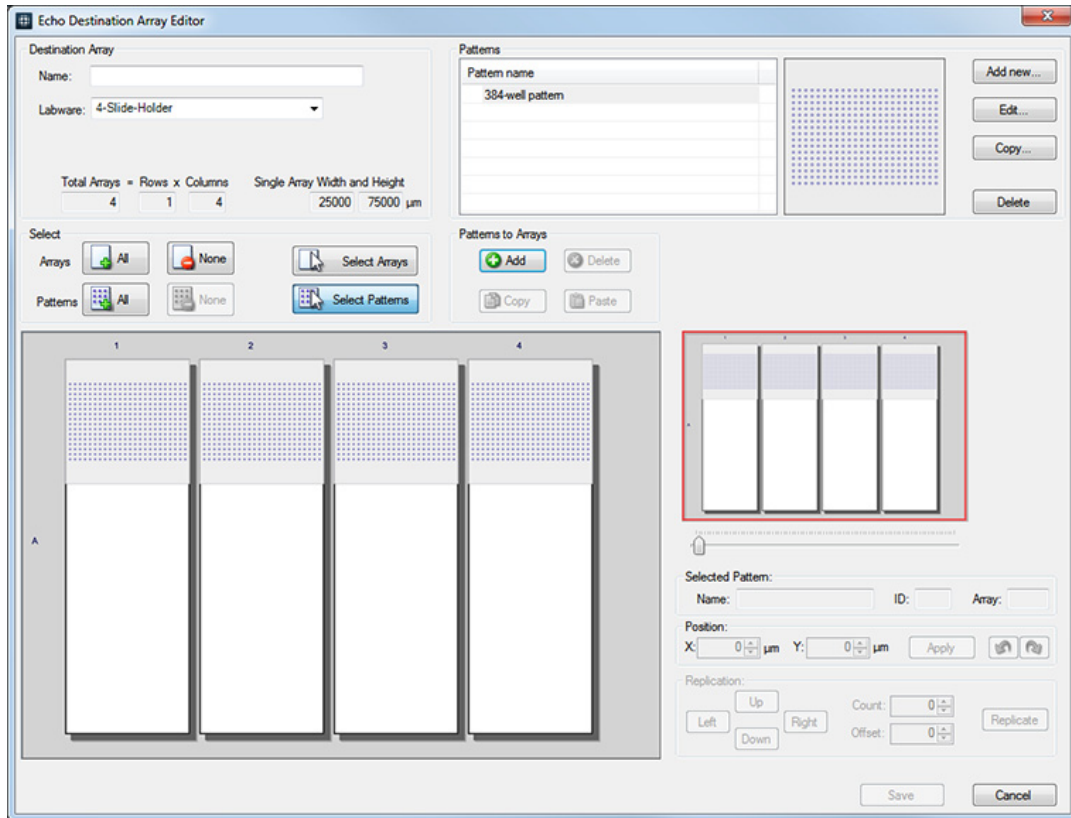 Echo Destination Array Editor
Destination Array
Name:
Labware: 4-Slide-Holder
Total Arrays = Rows x Columns
4 1 4
Single Array Width and Height
25000 75000 µm
Patterns
Pattern name
384-well pattern
Add new...
Edit...
Copy...
Delete
Select
Arrays All None Select Arrays
Patterns All None Select Patterns
Patterns to Arrays
Add Delete
Copy Paste
1 2 3 4
A
1 2 3 4
A
Selected Pattern:
Name: ID: Array:
Position:
X: 0 µm Y: 0 µm Apply
Replication:
Up
Left Right
Down
Count: 0
Offset: 0
Replicate
Save Cancel